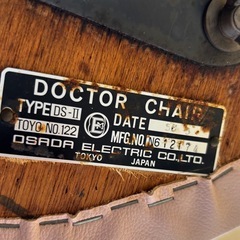 DOCTOR CHAIR
TYPE DS-II
DATE
TOYO NO.122
MFG.NO.
OSADA ELECTRIC CO.,LTD.
TOKYO JAPAN